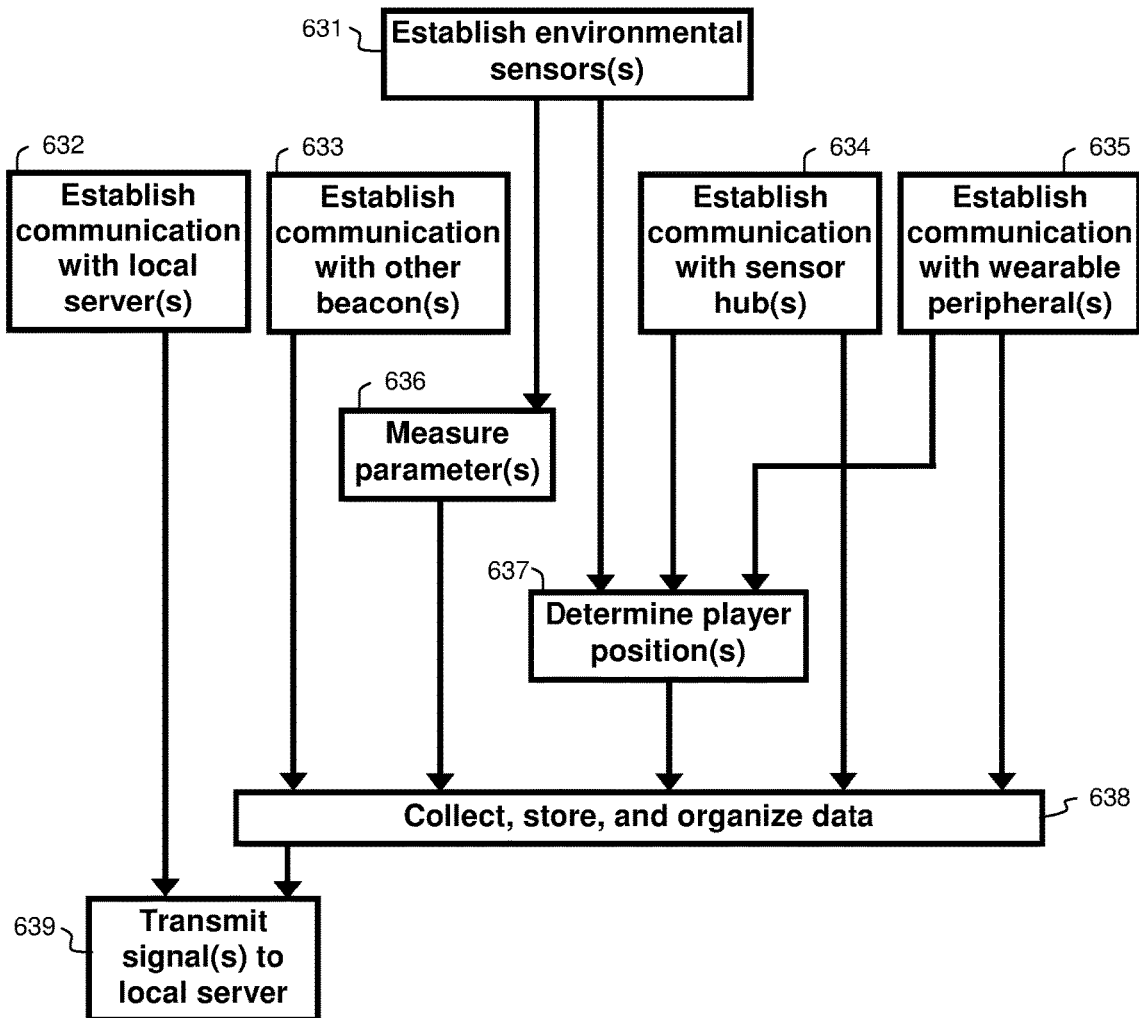 631
Establish environmental
sensors(s)
632
Establish
communication
with local
server(s)
633
Establish
communication
with other
beacon(s)
634
Establish
communication
with sensor
hub(s)
635
Establish
communication
with wearable
peripheral(s)
636
Measure
parameter(s)
637
Determine player
position(s)
638
Collect, store, and organize data
639
Transmit
signal(s) to
local server